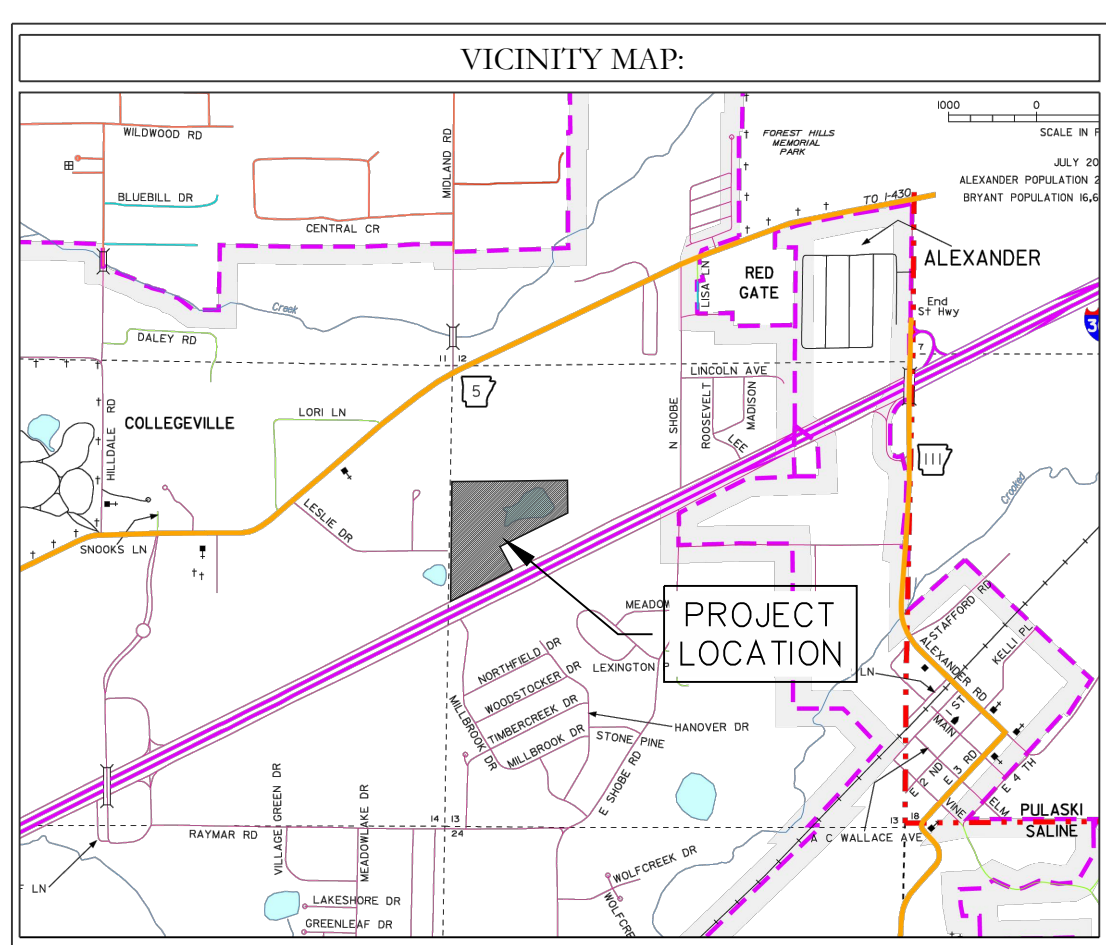 VICINITY MAP:
1000
0
SCALE IN F
JULY 20
ALEXANDER POPULATION 2
BRYANT POPULATION 16,6
WILDWOOD RD
MIDLAND RD
FOREST HILLS
MEMORIAL
PARK
BLUEBILL DR
CENTRAL CR
TO I-430
ALEXANDER
RED
GATE
LISA LN
End
St Hwy
Creek
DALEY RD
11
12
7
5
LINCOLN AVE
COLLEGEVILLE
HILLDALE RD
LORI LN
N SHOBE
ROOSEVELT
MADISON
LEE
111
Crooked
LESLIE DR
SNOOKS LN
PROJECT
LOCATION
MEADOW
LEXINGTON P
STAFFORD RD
ALEXANDER RD
KELLI PL
LN
NORTHFIELD DR
WOODSTOCKER DR
MILLBROOK DR
TIMBERCREEK DR
MILLBROOK DR
HANOVER DR
STONE PINE
E SHOBE RD
I ST
MAIN
E 2 ND
E 3 RD
E 4 TH
VINE
ELM
PULASKI
SALINE
A C WALLACE AVE
13
18
14
13
24
RAYMAR RD
VILLAGE GREEN DR
MEADOWLAKE DR
F LN
LAKESHORE DR
GREENLEAF DR
WOLFCREEK DR
WOLFCRE